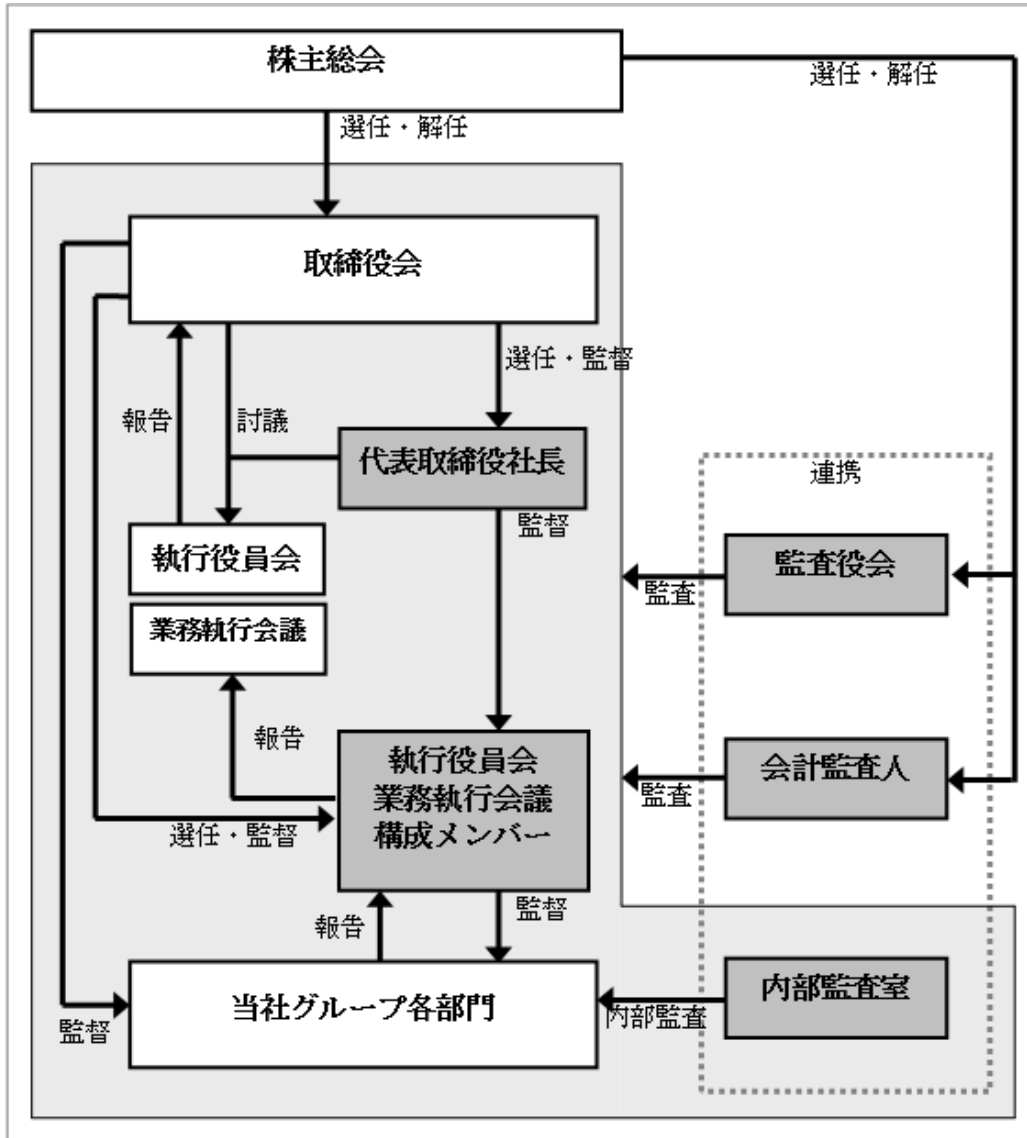 株主総会
選任・解任
選任・解任
取締役会
選任・監督
報告
討議
代表取締役社長
連携
監督
執行役員会
監査役会
監査
業務執行会議
報告
執行役員会
業務執行会議
構成メンバー
会計監査人
監査
選任・監督
報告
監督
当社グループ各部門
内部監査室
内部監査
監督